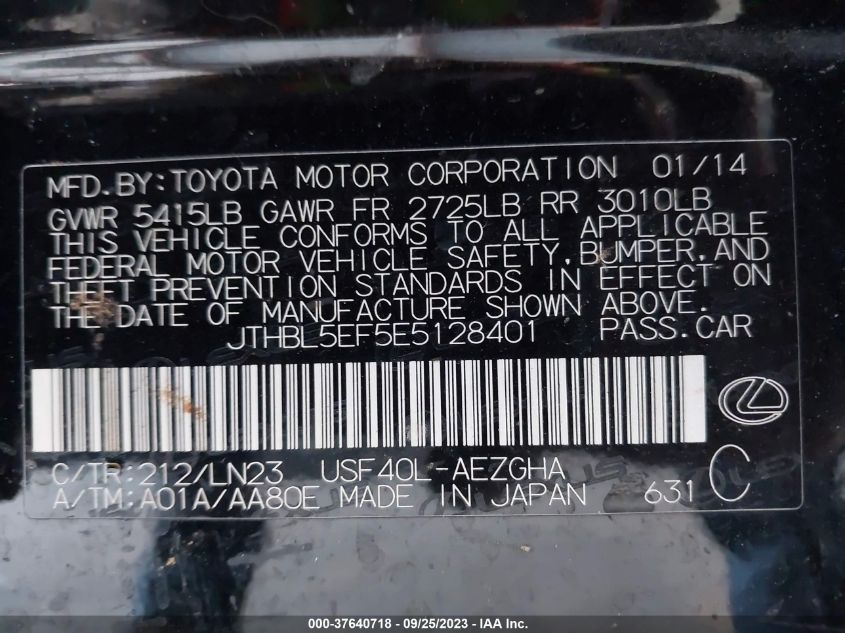 MFD.BY:TOYOTA MOTOR CORPORATION 01/14
GVWR 5415LB GAWR FR 2725LB RR 3010LB
THIS VEHICLE CONFORMS TO ALL APPLICABLE
FEDERAL MOTOR VEHICLE SAFETY,BUMPER,AND
THEFT PREVENTION STANDARDS IN EFFECT ON
THE DATE OF MANUFACTURE SHOWN ABOVE.
JTHBL5EF5E5128401 PASS.CAR
C/TR:212/LN23 USF40L-AEZGHA
A/TM:A01A/AA80E MADE IN JAPAN 631 C
000-37640718 - 09/25/2023 - © IAA Inc.